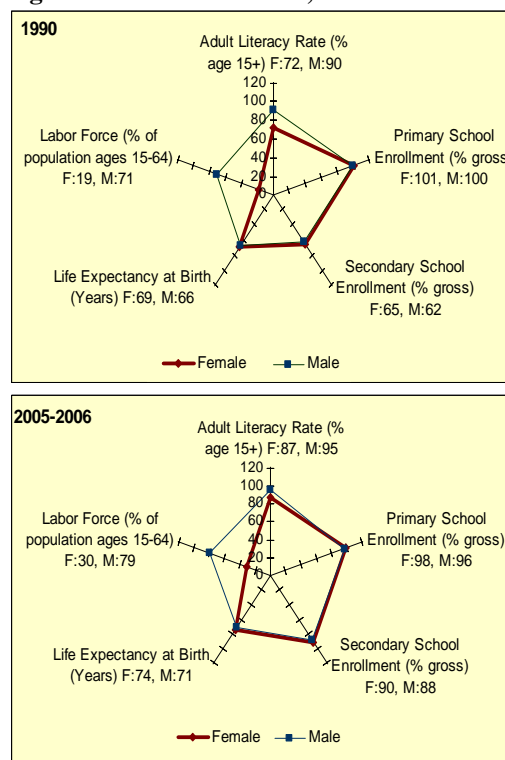 1990
Adult Literacy Rate (%
age 15+) F:72, M:90
120
100
80
60
40
20
0
Labor Force (% of
population ages 15-64)
F:19, M:71
Primary School
Enrollment (% gross)
F:101, M:100
Life Expectancy at Birth
(Years) F:69, M:66
Secondary School
Enrollment (% gross)
F:65, M:62
Female
Male
2005-2006
Adult Literacy Rate (%
age 15+) F:87, M:95
120
100
80
60
40
20
0
Labor Force (% of
population ages 15-64)
F:30, M:79
Primary School
Enrollment (% gross)
F:98, M:96
Life Expectancy at Birth
(Years) F:74, M:71
Secondary School
Enrollment (% gross)
F:90, M:88
Female
Male